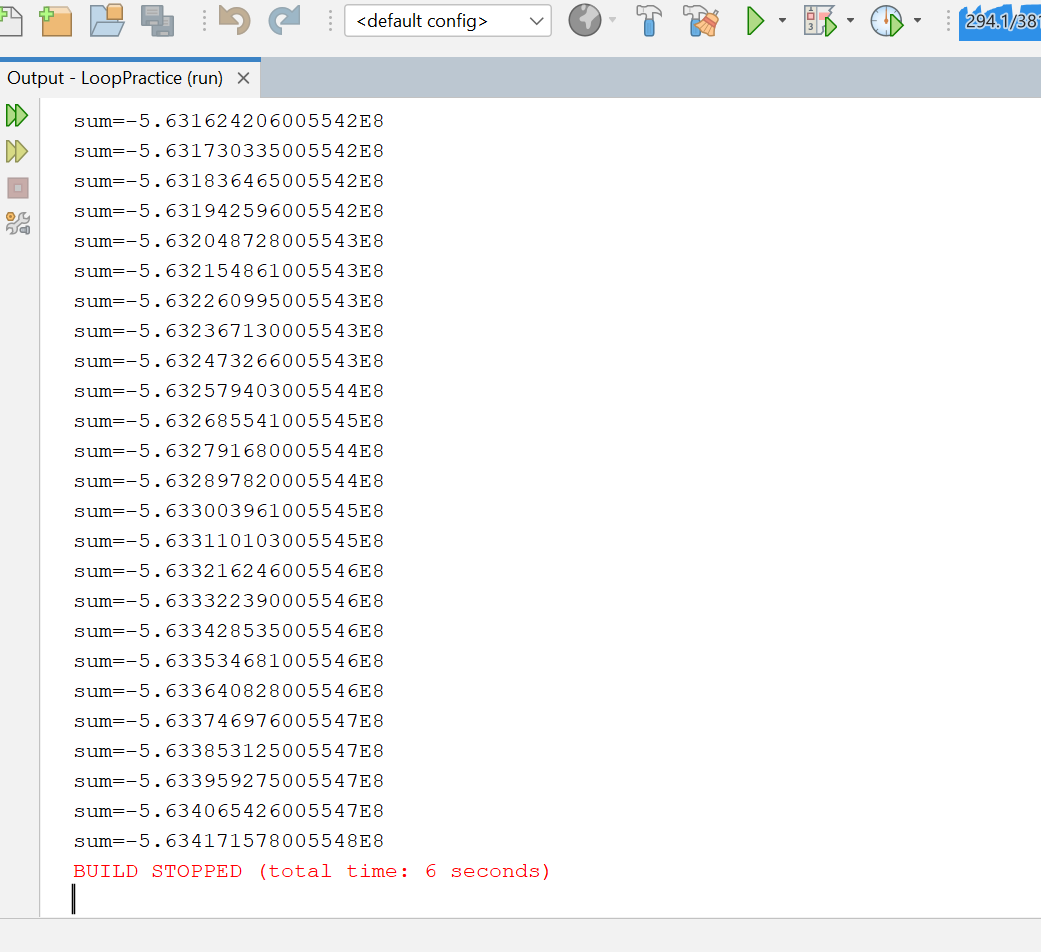 <default config>
294.1/381
Output - LoopPractice (run)
sum=-5.631624206005542E8
sum=-5.631730335005542E8
sum=-5.631836465005542E8
sum=-5.631942596005542E8
sum=-5.632048728005543E8
sum=-5.632154861005543E8
sum=-5.632260995005543E8
sum=-5.632367130005543E8
sum=-5.632473266005543E8
sum=-5.632579403005544E8
sum=-5.632685541005545E8
sum=-5.632791680005544E8
sum=-5.632897820005544E8
sum=-5.633003961005545E8
sum=-5.633110103005545E8
sum=-5.633216246005546E8
sum=-5.633322390005546E8
sum=-5.633428535005546E8
sum=-5.633534681005546E8
sum=-5.633640828005546E8
sum=-5.633746976005547E8
sum=-5.633853125005547E8
sum=-5.633959275005547E8
sum=-5.634065426005547E8
sum=-5.634171578005548E8
BUILD STOPPED (total time: 6 seconds)